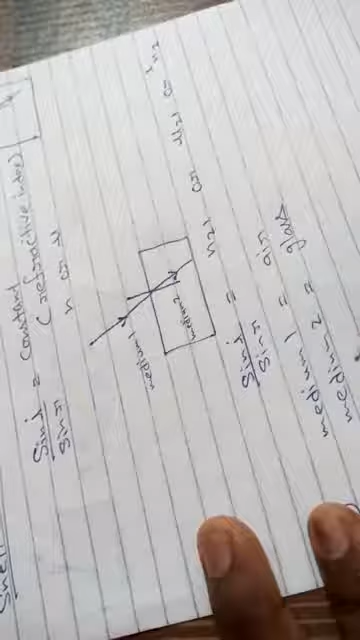 Snell
Sin i / Sin r = constant
(refractive index)
n or μ
medium 1
medium 2
Sin i / Sin r = n21 or μ21 or ¹n2
medium 1 = air
medium 2 = glass